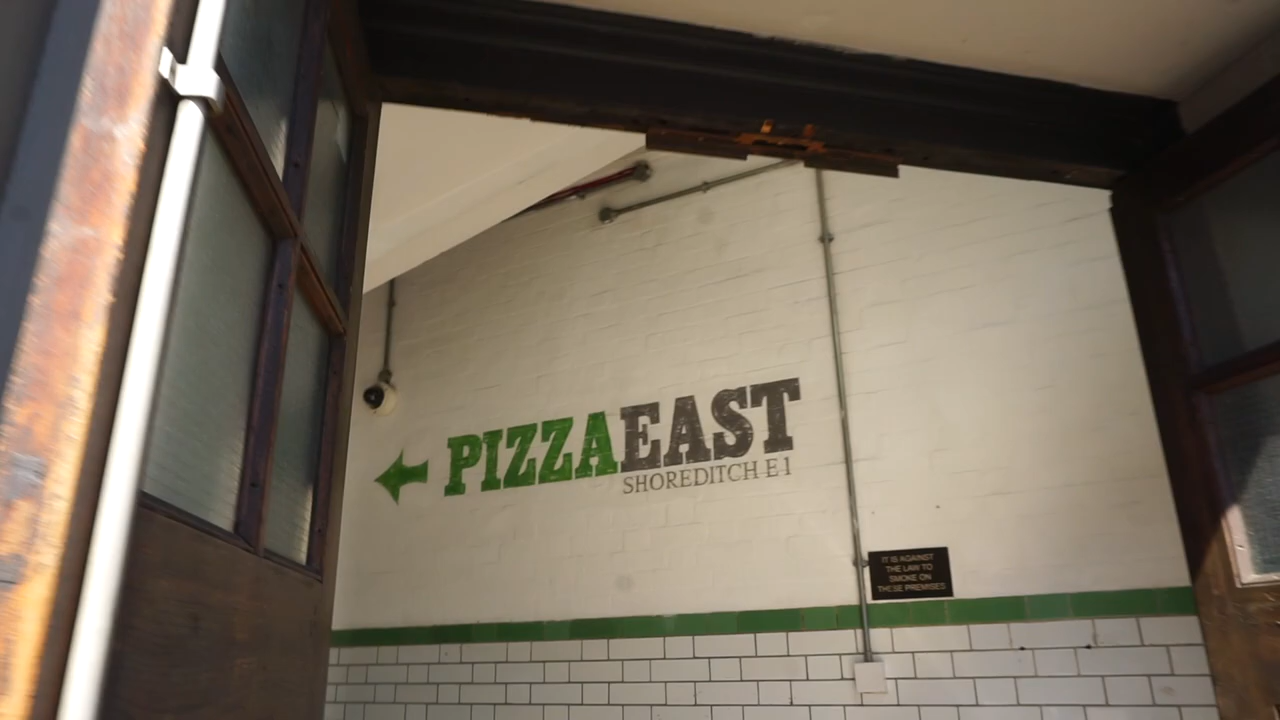 PIZZAEAST
SHOREDITCH E1
IT IS AGAINST
THE LAW TO
SMOKE ON
THESE PREMISES